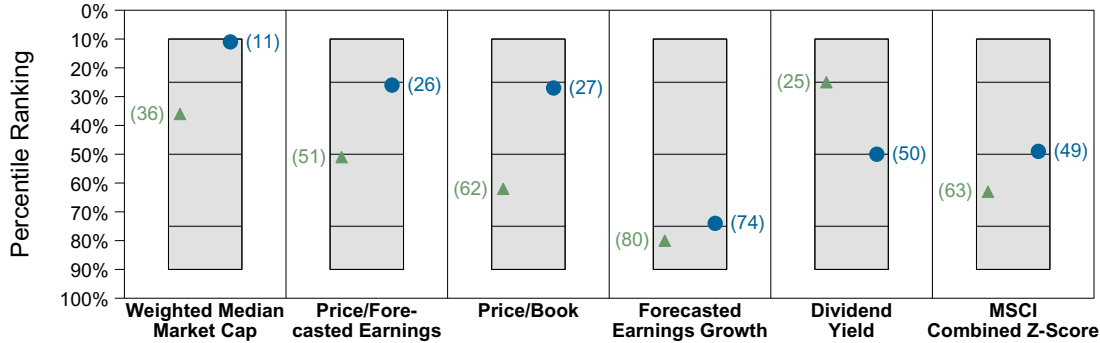 Percentile Ranking
0%
10%
20%
30%
40%
50%
60%
70%
80%
90%
100%
(36)
(11)
(51)
(26)
(62)
(27)
(80)
(74)
(25)
(50)
(63)
(49)
Weighted Median
Market Cap
Price/Fore-
casted Earnings
Price/Book
Forecasted
Earnings Growth
Dividend
Yield
MSCI
Combined Z-Score